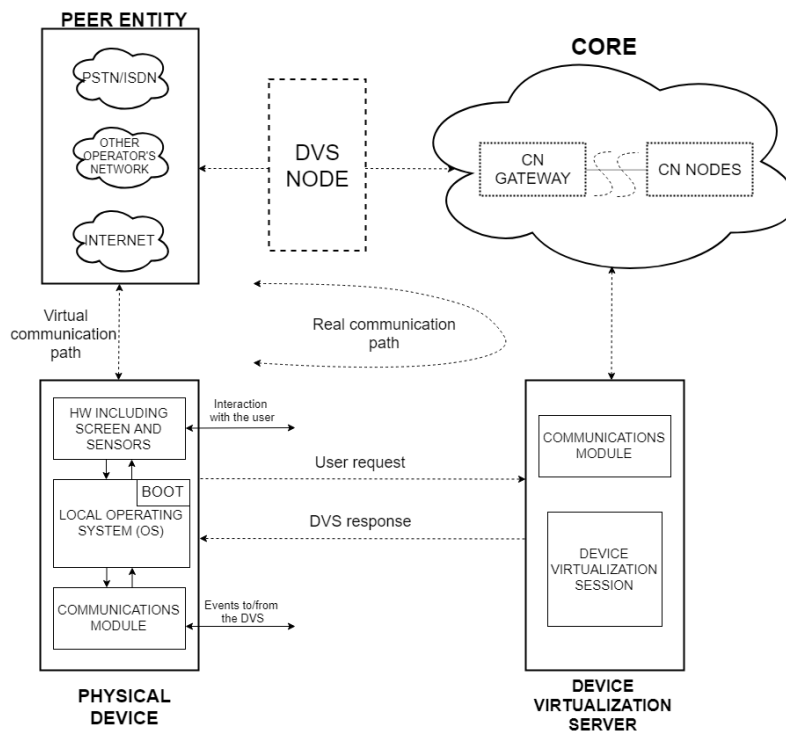 PEER ENTITY
PSTN/ISDN
OTHER
OPERATOR'S
NETWORK
INTERNET
DVS
NODE
CORE
CN
GATEWAY
CN NODES
Virtual
communication
path
Real communication
path
HW INCLUDING
SCREEN AND
SENSORS
BOOT
LOCAL OPERATING
SYSTEM (OS)
COMMUNICATIONS
MODULE
Interaction
with the user
User request
DVS response
Events to/from
the DVS
COMMUNICATIONS
MODULE
DEVICE
VIRTUALIZATION
SESSION
PHYSICAL
DEVICE
DEVICE
VIRTUALIZATION
SERVER